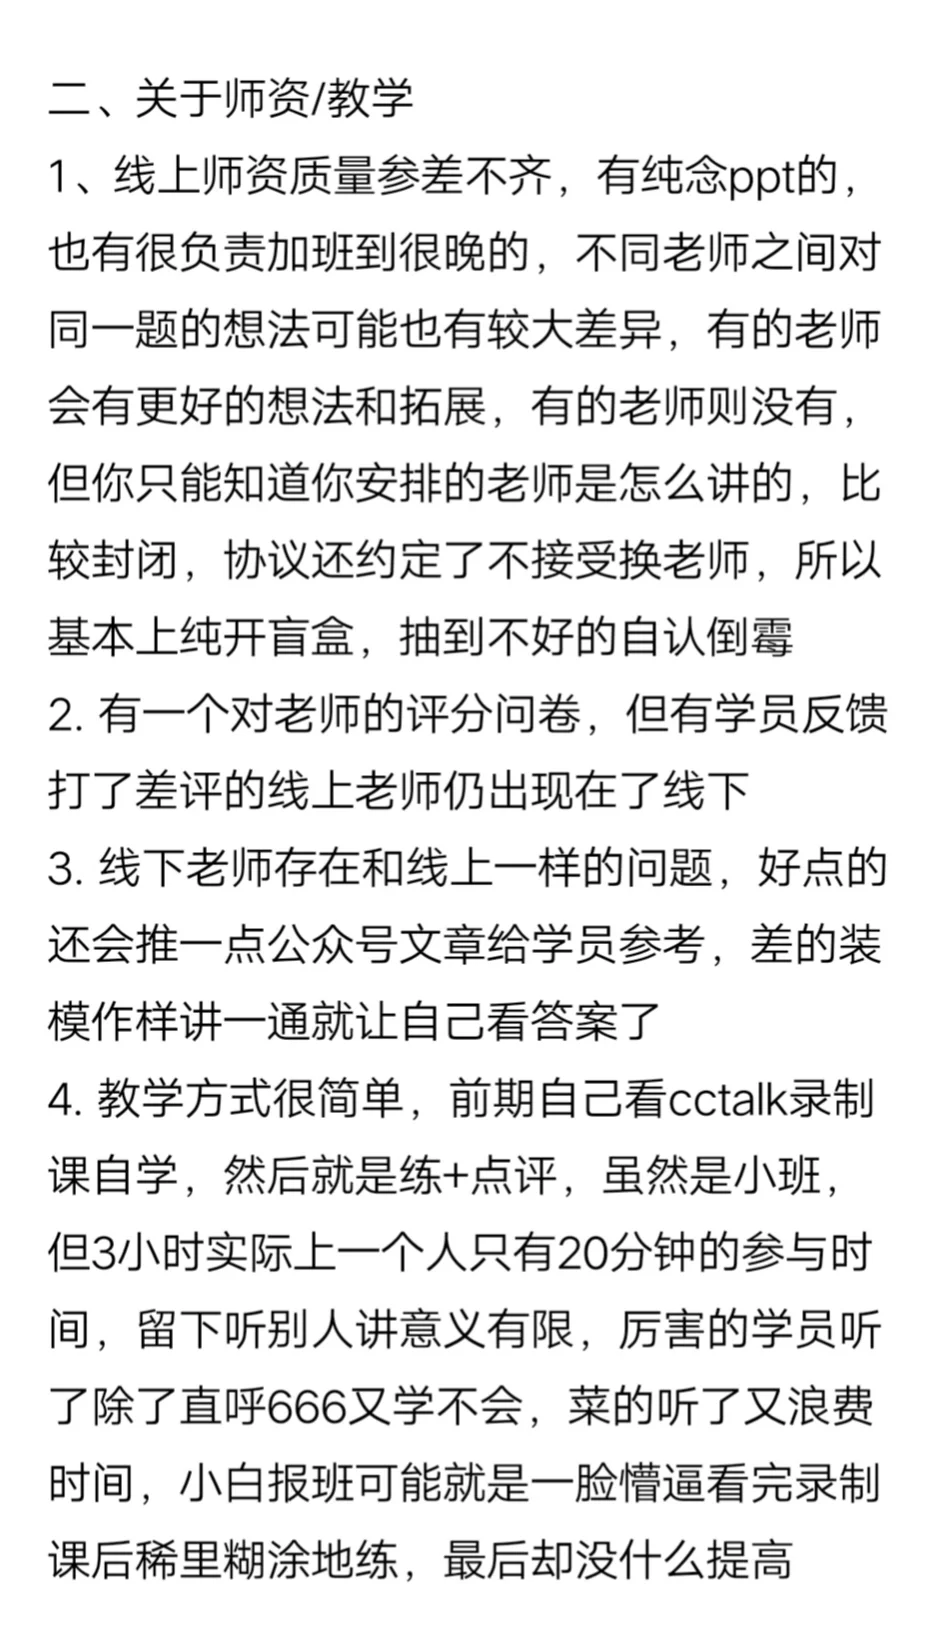 二、关于师资/教学
1、线上师资质量参差不齐，有纯念ppt的，
也有很负责加班到很晚的，不同老师之间对
同一题的想法可能也有较大差异，有的老师
会有更好的想法和拓展，有的老师则没有，
但你只能知道你安排的老师是怎么讲的，比
较封闭，协议还约定了不接受换老师，所以
基本上纯开盲盒，抽到不好的自认倒霉
2. 有一个对老师的评分问卷，但有学员反馈
打了差评的线上老师仍出现在了线下
3. 线下老师存在和线上一样的问题，好点的
还会推一点公众号文章给学员参考，差的装
模作样讲一通就让自己看答案了
4. 教学方式很简单，前期自己看cctalk录制
课自学，然后就是练+点评，虽然是小班，
但3小时实际上一个人只有20分钟的参与时
间，留下听别人讲意义有限，厉害的学员听
了除了直呼666又学不会，菜的听了又浪费
时间，小白报班可能就是一脸懵逼看完录制
课后稀里糊涂地练，最后却没什么提高